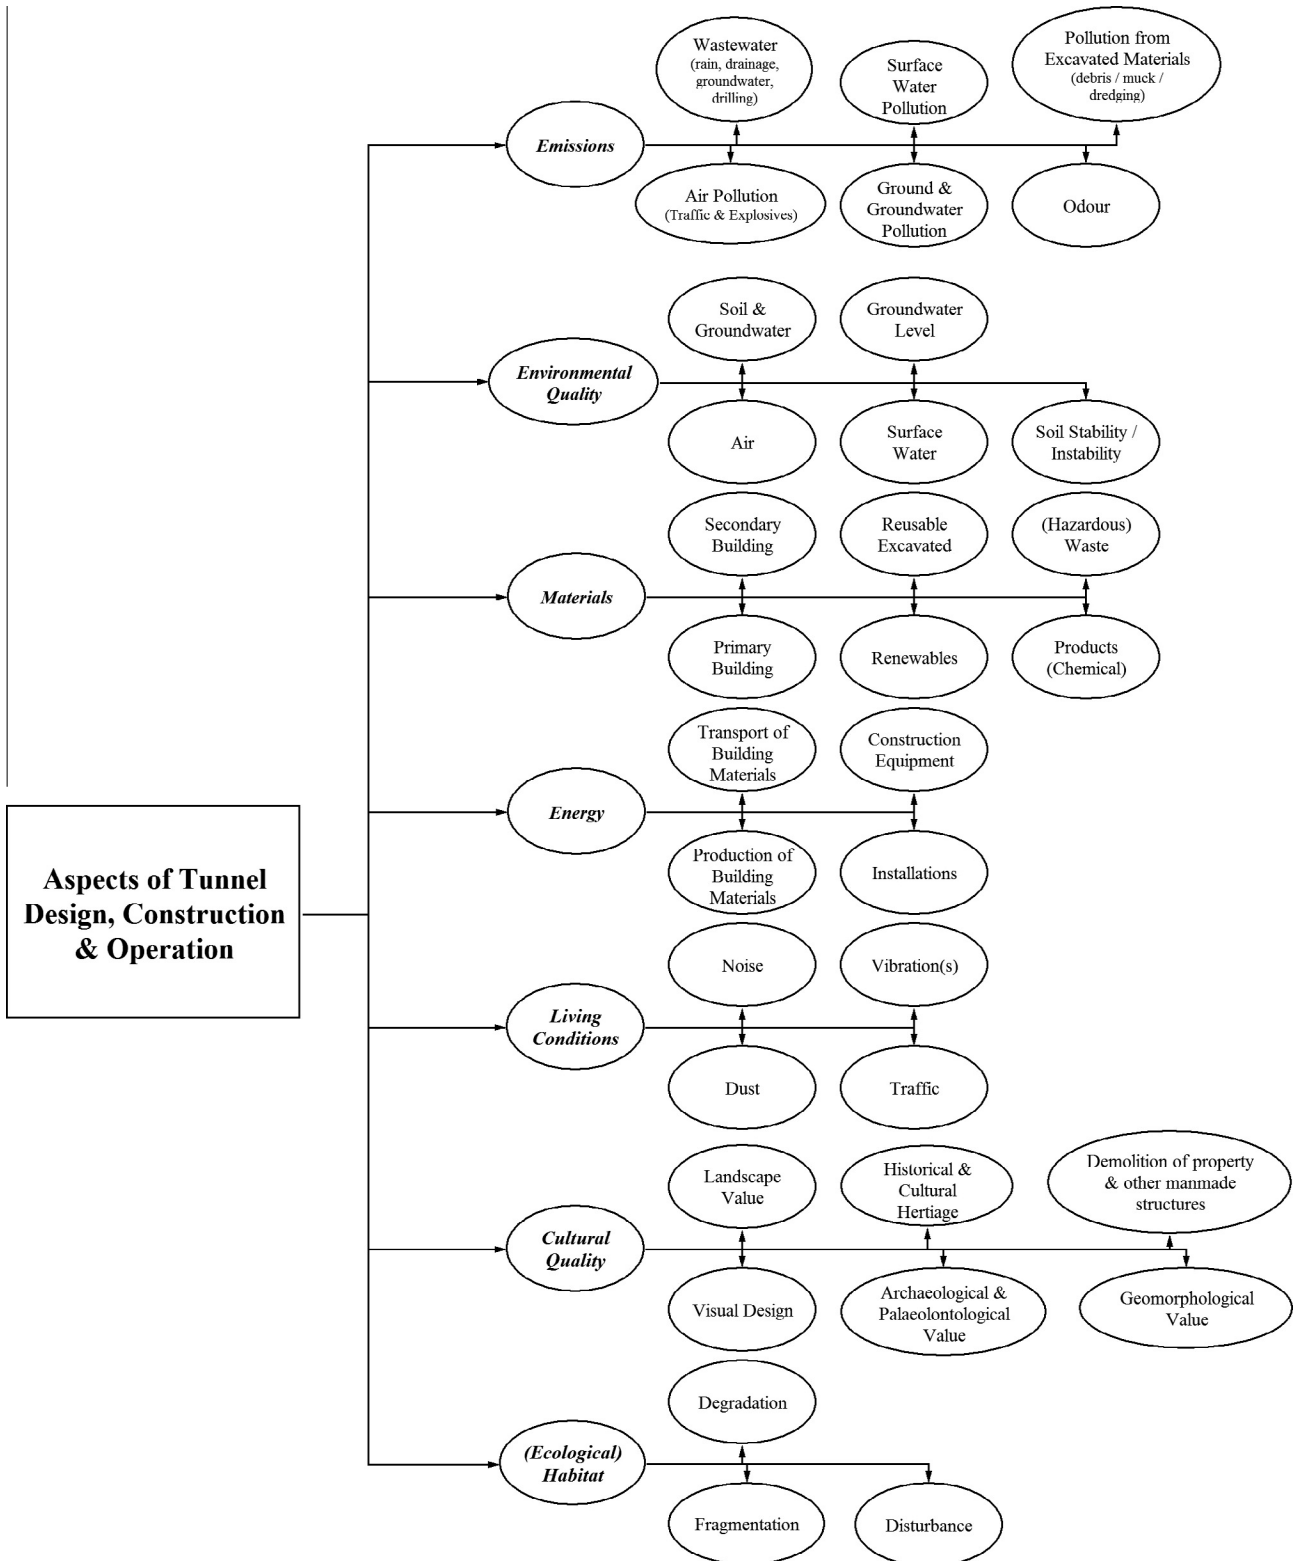 Wastewater
(rain, drainage,
groundwater,
drilling)
Surface
Water
Pollution
Pollution from
Excavated Materials
(debris / muck /
dredging)
Emissions
Air Pollution
(Traffic & Explosives)
Ground &
Groundwater
Pollution
Odour
Soil &
Groundwater
Groundwater
Level
Environmental
Quality
Air
Surface
Water
Soil Stability /
Instability
Secondary
Building
Reusable
Excavated
(Hazardous)
Waste
Materials
Primary
Building
Renewables
Products
(Chemical)
Transport of
Building
Materials
Construction
Equipment
Energy
Production of
Building
Materials
Installations
Aspects of Tunnel
Design, Construction
& Operation
Noise
Vibration(s)
Living
Conditions
Dust
Traffic
Landscape
Value
Historical &
Cultural
Hertiage
Demolition of property
& other manmade
structures
Cultural
Quality
Visual Design
Archaeological &
Palaeolontological
Value
Geomorphological
Value
Degradation
(Ecological)
Habitat
Fragmentation
Disturbance